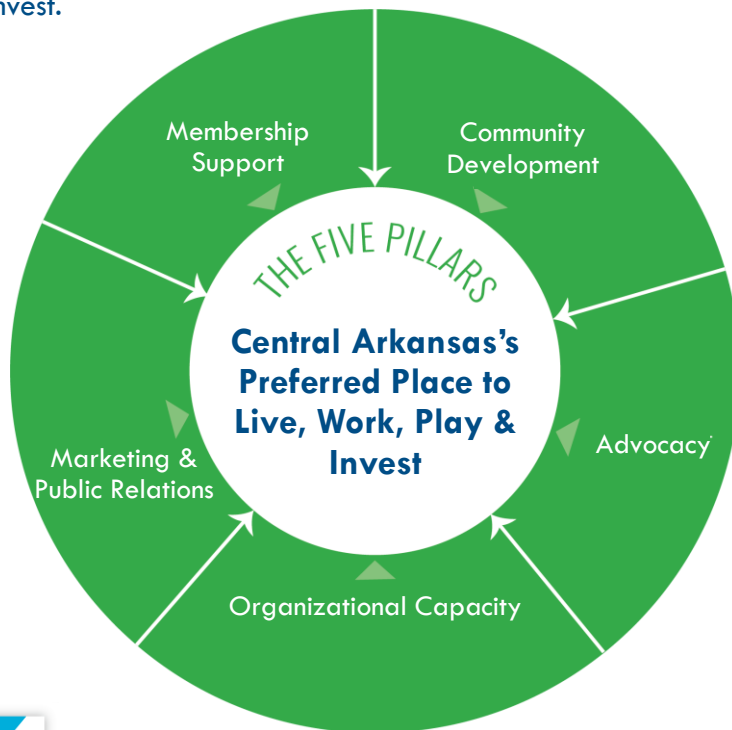 nvest.
Membership
Support
Community
Development
THE FIVE PILLARS
Central Arkansas’s
Preferred Place to
Live, Work, Play &
Invest
Advocacy
Marketing &
Public Relations
Organizational Capacity